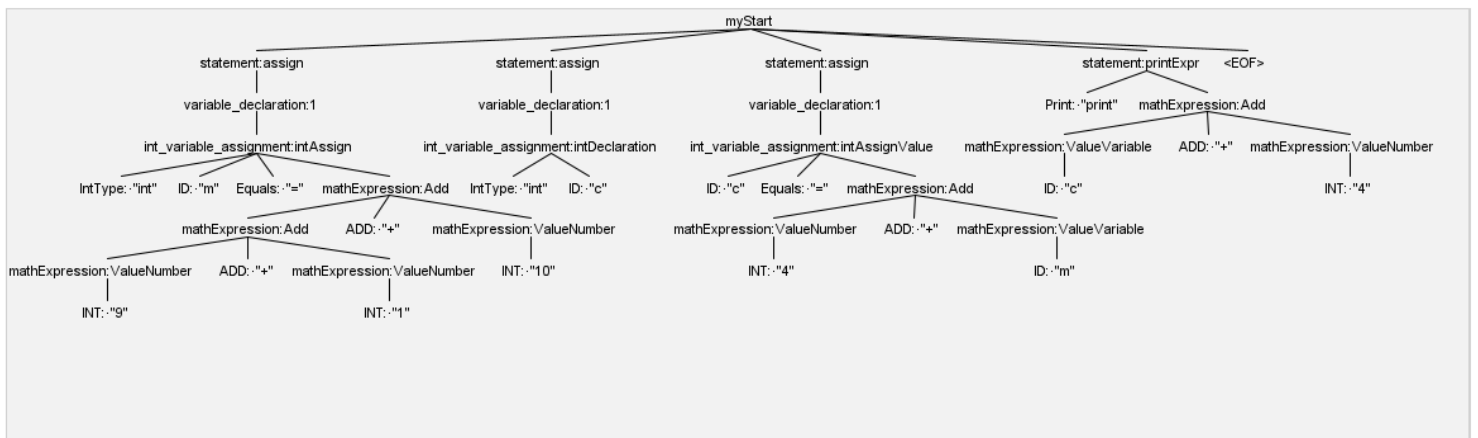 myStart
statement:assign statement:assign statement:assign statement:printExpr <EOF>
variable_declaration:1 variable_declaration:1 variable_declaration:1 Print:·"print" mathExpression:Add
int_variable_assignment:intAssign int_variable_assignment:intDeclaration int_variable_assignment:intAssignValue mathExpression:ValueVariable ADD:·"+" mathExpression:ValueNumber
IntType:·"int" ID:·"m" Equals:·"=" mathExpression:Add IntType:·"int" ID:·"c" ID:·"c" Equals:·"=" mathExpression:Add ID:·"c" INT:·"4"
mathExpression:Add ADD:·"+" mathExpression:ValueNumber mathExpression:ValueNumber ADD:·"+" mathExpression:ValueVariable
mathExpression:ValueNumber ADD:·"+" mathExpression:ValueNumber INT:·"10" INT:·"4" ID:·"m"
INT:·"9" INT:·"1"